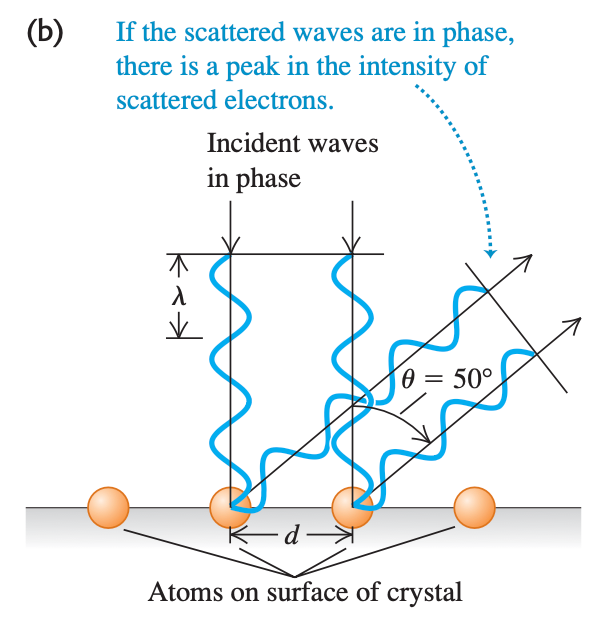 (b)
If the scattered waves are in phase,
there is a peak in the intensity of
scattered electrons.
Incident waves
in phase
λ
θ = 50°
d
Atoms on surface of crystal